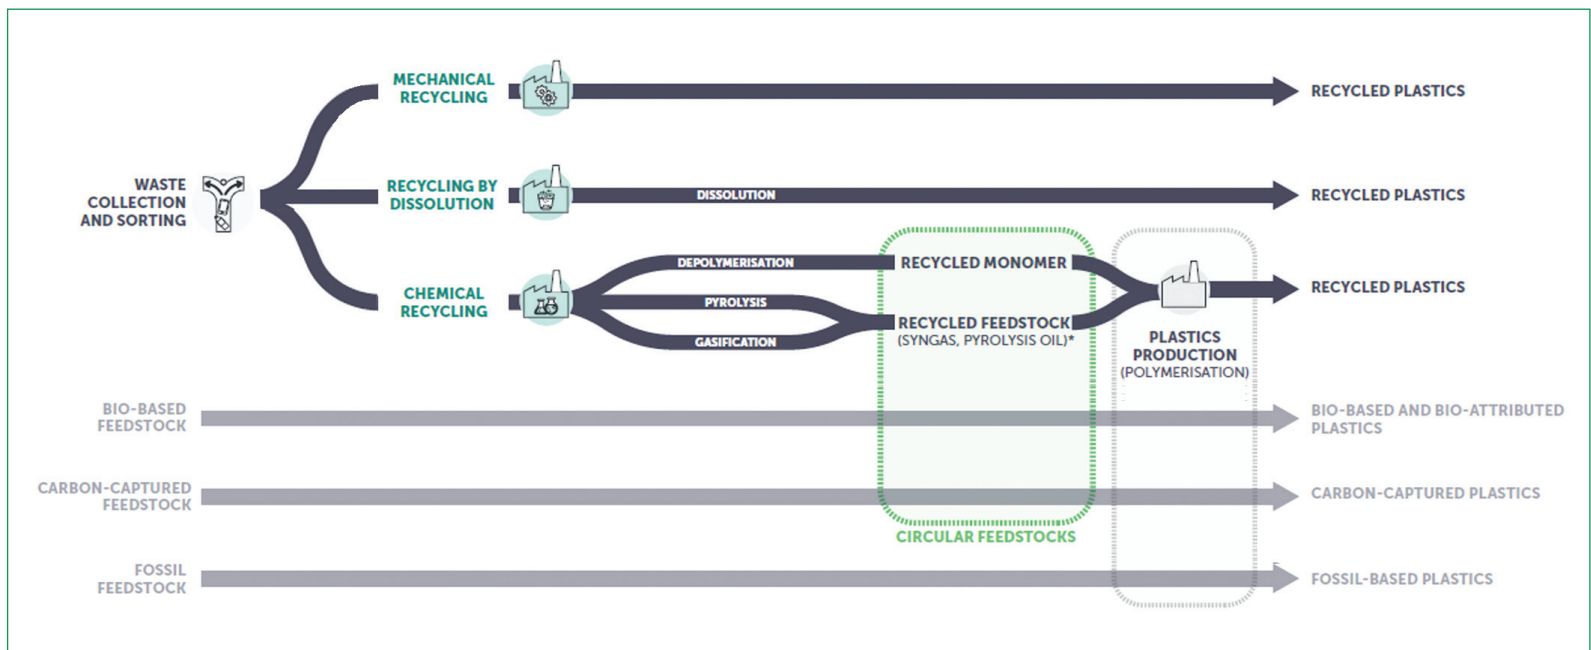 MECHANICAL
RECYCLING
RECYCLED PLASTICS
WASTE
COLLECTION
AND SORTING
RECYCLING BY
DISSOLUTION
DISSOLUTION
RECYCLED PLASTICS
CHEMICAL
RECYCLING
DEPOLYMERISATION
PYROLYSIS
GASIFICATION
RECYCLED MONOMER
RECYCLED FEEDSTOCK
(SYNGAS, PYROLYSIS OIL)*
PLASTICS
PRODUCTION
(POLYMERISATION)
RECYCLED PLASTICS
BIO-BASED
FEEDSTOCK
BIO-BASED AND BIO-ATTRIBUTED
PLASTICS
CARBON-CAPTURED
FEEDSTOCK
CARBON-CAPTURED PLASTICS
CIRCULAR FEEDSTOCKS
FOSSIL
FEEDSTOCK
FOSSIL-BASED PLASTICS